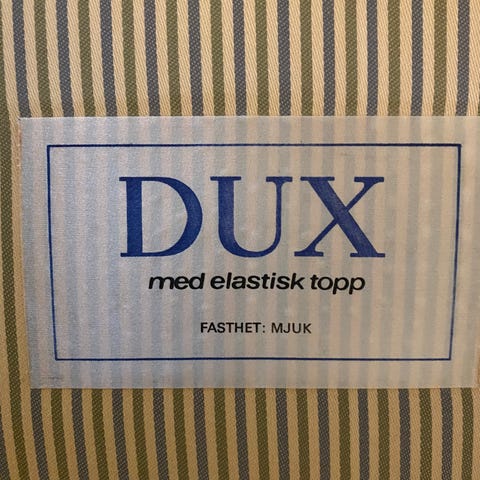 DUX
med elastisk topp
FASTHET: MJUK